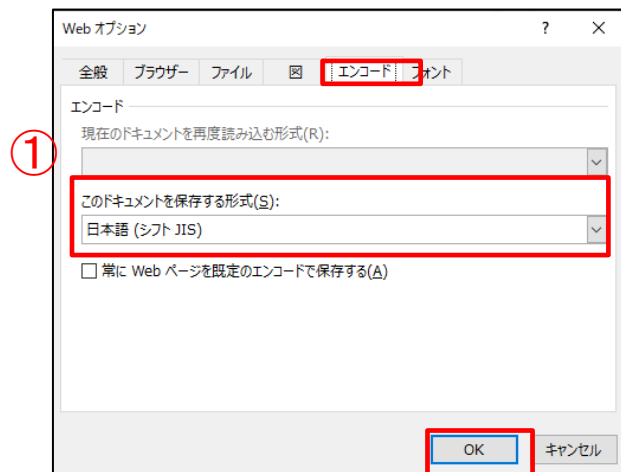 Web オプション ? ×
全般 ブラウザー ファイル 図 エンコード フォント
エンコード
現在のドキュメントを再度読み込む形式(R):
①
このドキュメントを保存する形式(S):
日本語 (シフト JIS)
常に Web ページを既定のエンコードで保存する(A)
OK キャンセル